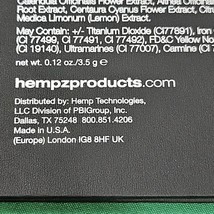 Calendula Officinalis Flower Extract, Althea Officinalis
Root Extract, Centaurea Cyanus Flower Extract, Citrus
Medica Limonum (Lemon) Extract.
May Contain: +/- Titanium Dioxide (CI77891), Iron
(CI 77499, CI 77491, CI 77492), FD&C Yellow No
(CI 19140), Ultramarines (CI 77007), Carmine (CI
net wt. 0.12 oz./3.5 g
hempzproducts.com
Distributed by: Hemp Technologies,
LLC Division of PBIGroup, Inc.
Dallas, TX 75248 800.851.4206
MADE IN U.S.A.
(Europe) London IG8 8HF UK